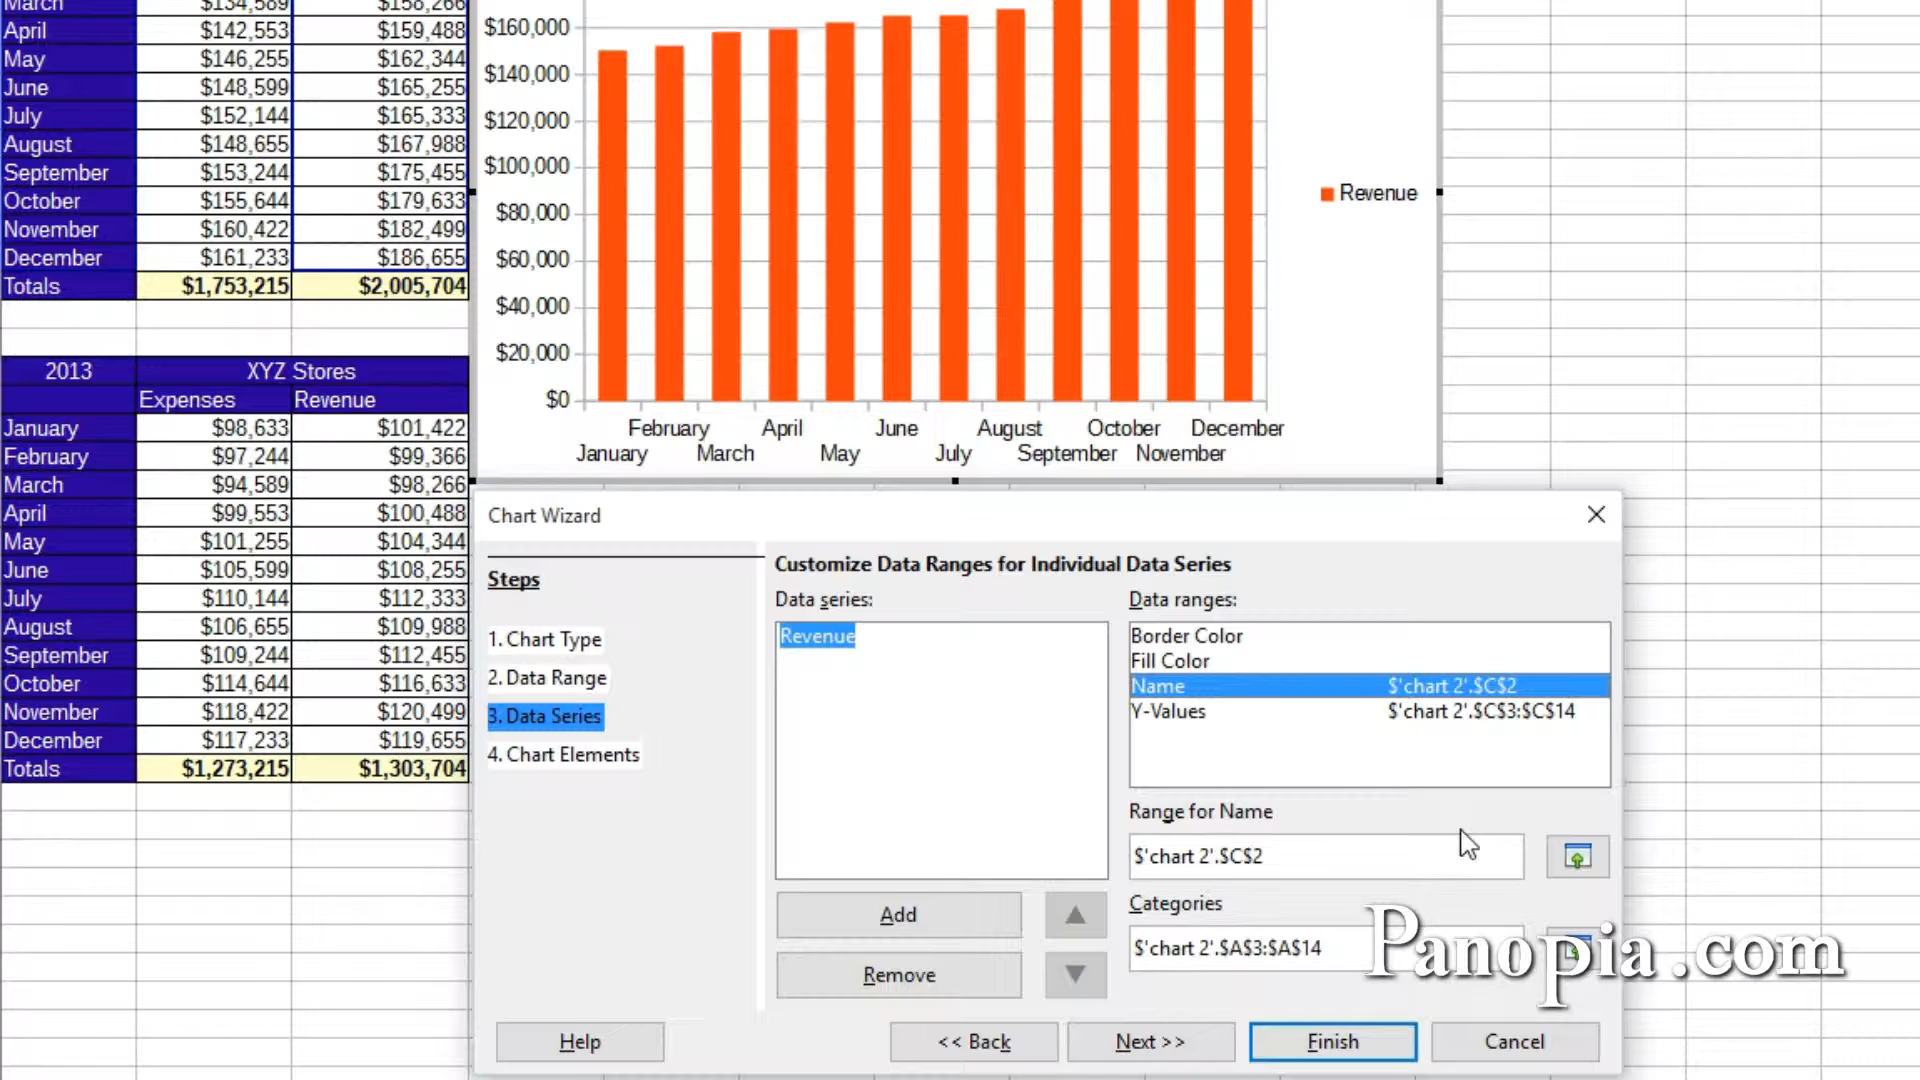 March $134,589 $158,266
April $142,553 $159,488
May $146,255 $162,344
June $148,599 $165,255
July $152,144 $165,333
August $148,655 $167,988
September $153,244 $175,455
October $155,644 $179,633
November $160,422 $182,499
December $161,233 $186,655
Totals $1,753,215 $2,005,704
2013 XYZ Stores
Expenses Revenue
January $98,633 $101,422
February $97,244 $99,366
March $94,589 $98,266
April $99,553 $100,488
May $101,255 $104,344
June $105,599 $108,255
July $110,144 $112,333
August $106,655 $109,988
September $109,244 $112,455
October $114,644 $116,633
November $118,422 $120,499
December $117,233 $119,655
Totals $1,273,215 $1,303,704
$160,000
$140,000
$120,000
$100,000
$80,000
$60,000
$40,000
$20,000
$0
February April June August October December
January March May July September November
Revenue
Chart Wizard
Steps
1. Chart Type
2. Data Range
3. Data Series
4. Chart Elements
Customize Data Ranges for Individual Data Series
Data series:
Revenue
Add
Remove
Data ranges:
Border Color
Fill Color
Name $'chart 2'.$C$2
Y-Values $'chart 2'.$C$3:$C$14
Range for Name
$'chart 2'.$C$2
Categories
$'chart 2'.$A$3:$A$14
Panopia.com
Help << Back Next >> Finish Cancel